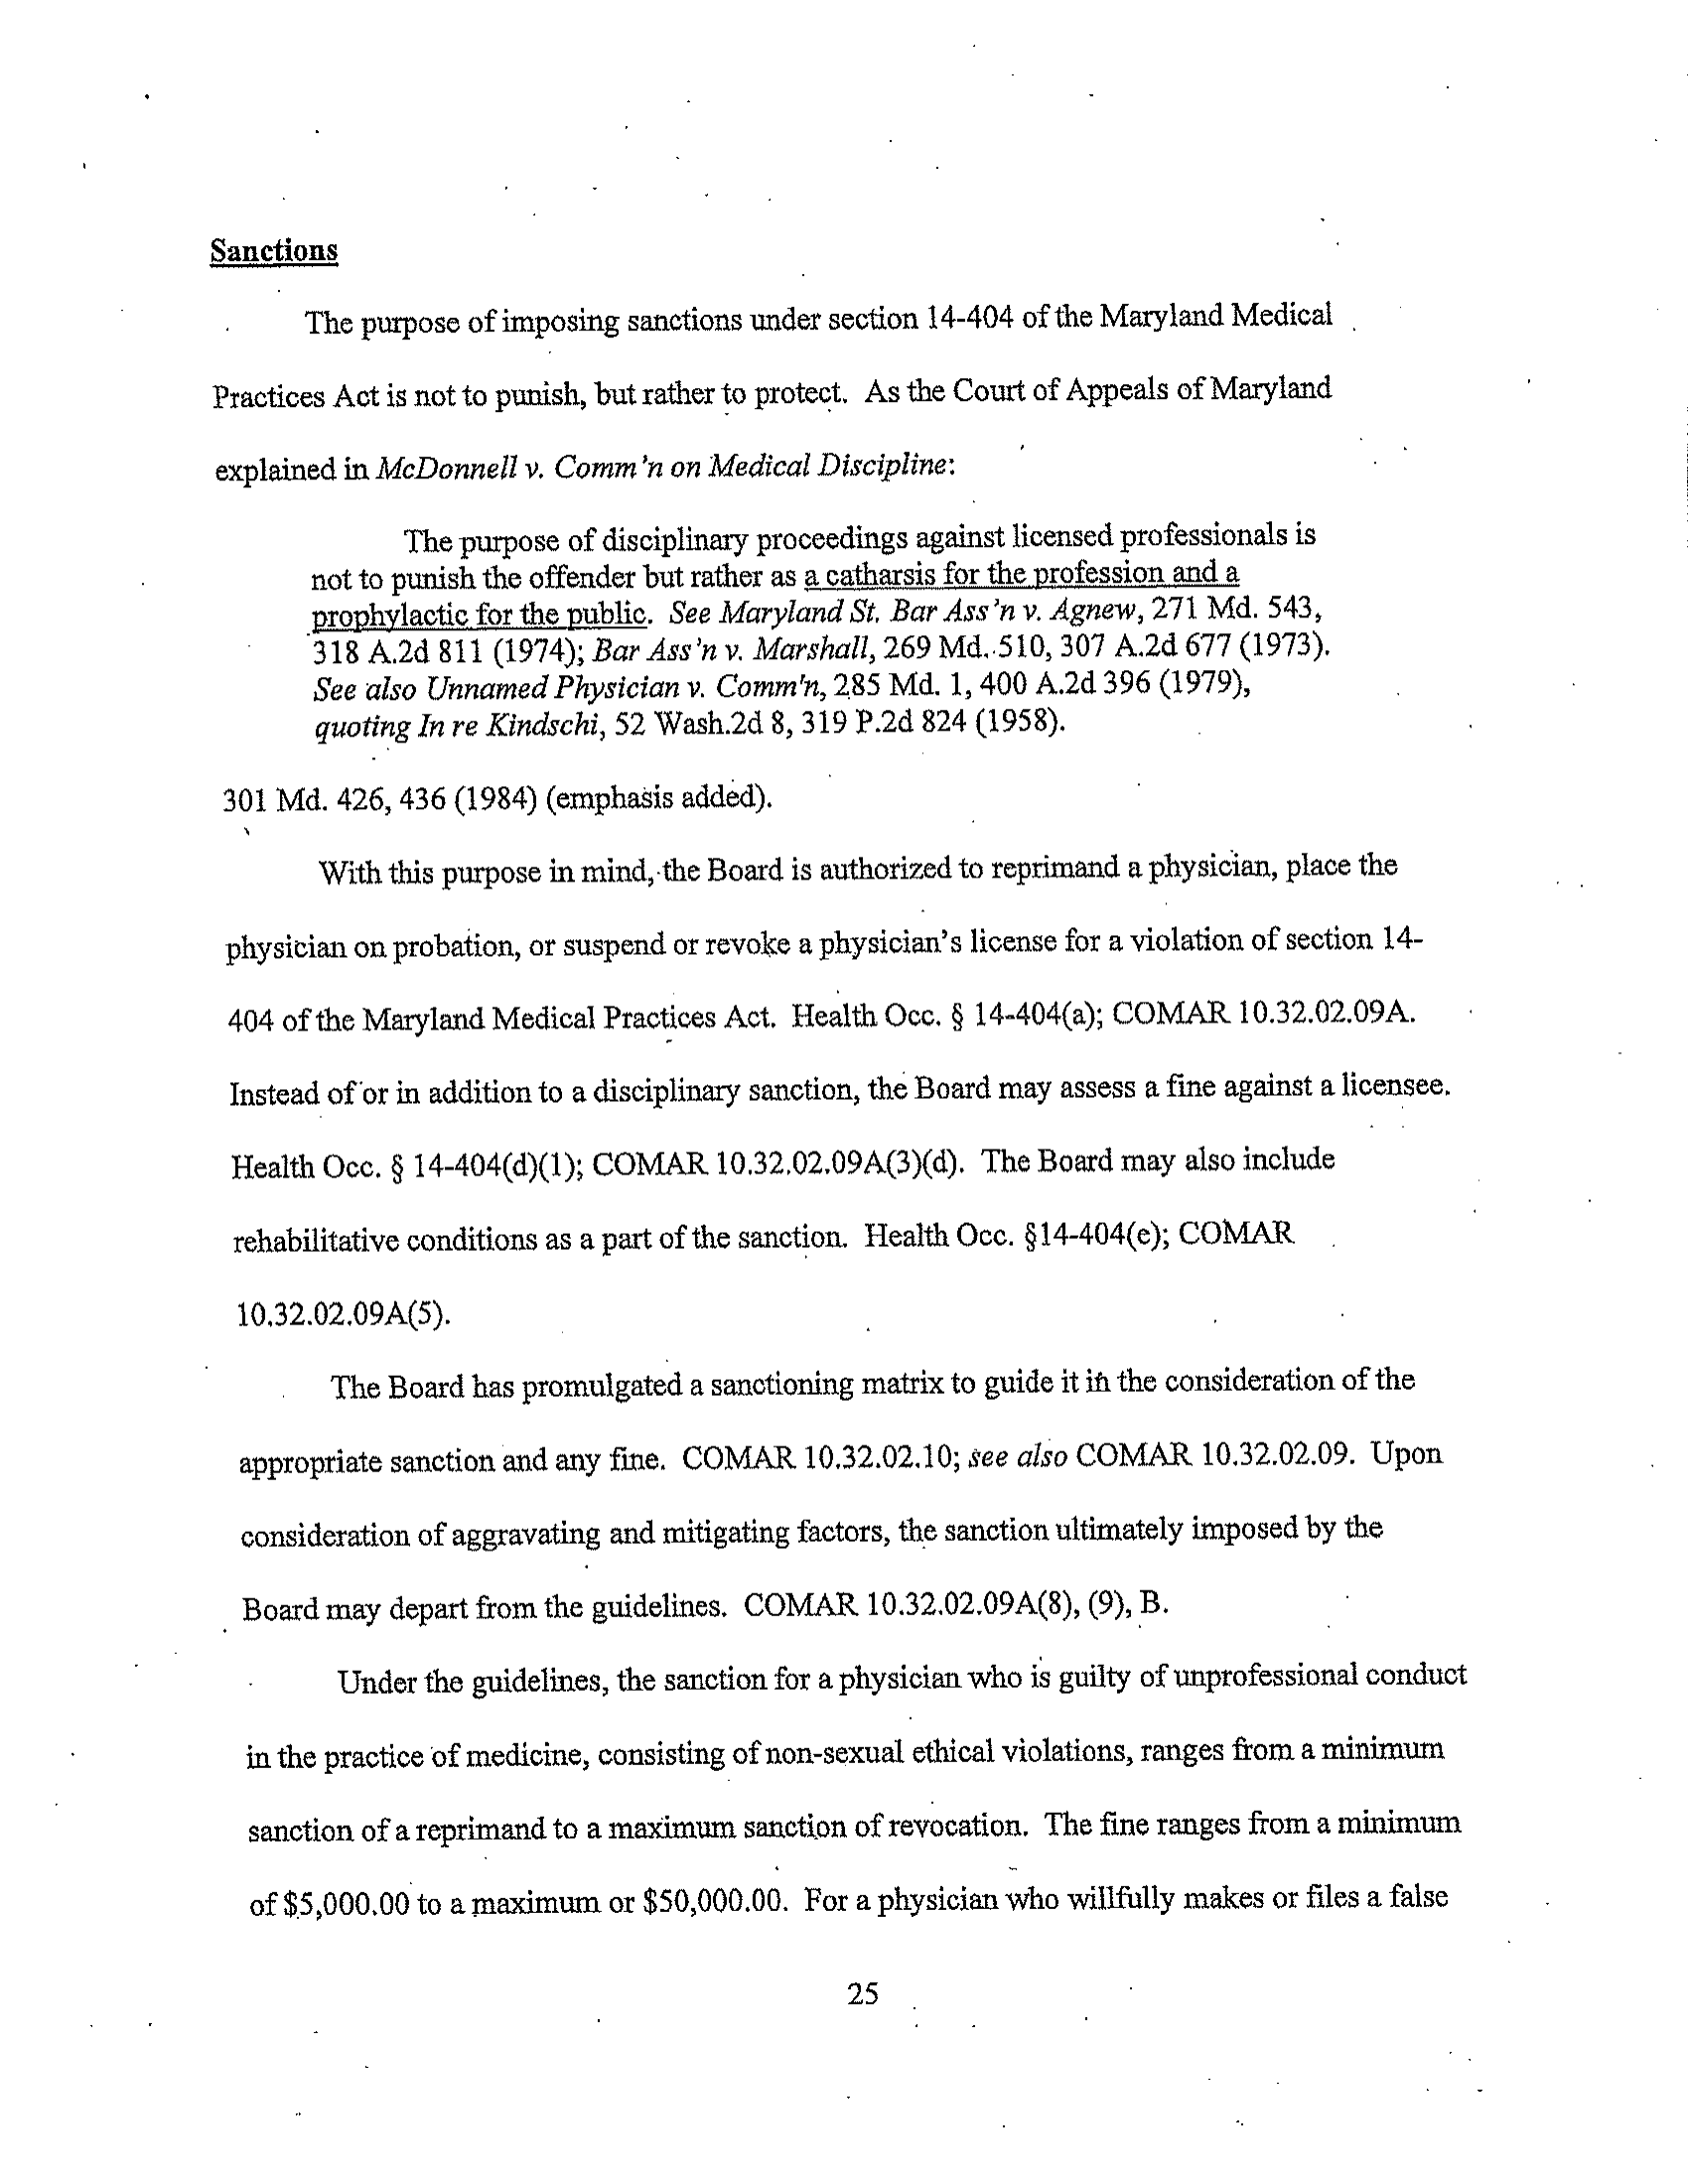 Sanctions
The purpose of imposing sanctions under section 14-404 of the Maryland Medical
Practices Act is not to punish, but rather to protect. As the Court of Appeals of Maryland
explained in McDonnell v. Comm'n on Medical Discipline:
The purpose of disciplinary proceedings against licensed professionals is
not to punish the offender but rather as a catharsis for the profession and a
prophylactic for the public. See Maryland St. Bar Ass'n v. Agnew, 271 Md. 543,
318 A.2d 811 (1974); Bar Ass'n v. Marshall, 269 Md. 510, 307 A.2d 677 (1973).
See also Unnamed Physician v. Comm'n, 285 Md. 1, 400 A.2d 396 (1979),
quoting In re Kindschi, 52 Wash.2d 8, 319 P.2d 824 (1958).
301 Md. 426, 436 (1984) (emphasis added).
With this purpose in mind, the Board is authorized to reprimand a physician, place the
physician on probation, or suspend or revoke a physician's license for a violation of section 14-
404 of the Maryland Medical Practices Act. Health Occ. § 14-404(a); COMAR 10.32.02.09A.
Instead of or in addition to a disciplinary sanction, the Board may assess a fine against a licensee.
Health Occ. § 14-404(d)(1); COMAR 10.32.02.09A(3)(d). The Board may also include
rehabilitative conditions as a part of the sanction. Health Occ. §14-404(e); COMAR
10.32.02.09A(5).
The Board has promulgated a sanctioning matrix to guide it in the consideration of the
appropriate sanction and any fine. COMAR 10.32.02.10; see also COMAR 10.32.02.09. Upon
consideration of aggravating and mitigating factors, the sanction ultimately imposed by the
Board may depart from the guidelines. COMAR 10.32.02.09A(8), (9), B.
Under the guidelines, the sanction for a physician who is guilty of unprofessional conduct
in the practice of medicine, consisting of non-sexual ethical violations, ranges from a minimum
sanction of a reprimand to a maximum sanction of revocation. The fine ranges from a minimum
of $5,000.00 to a maximum or $50,000.00. For a physician who willfully makes or files a false
25